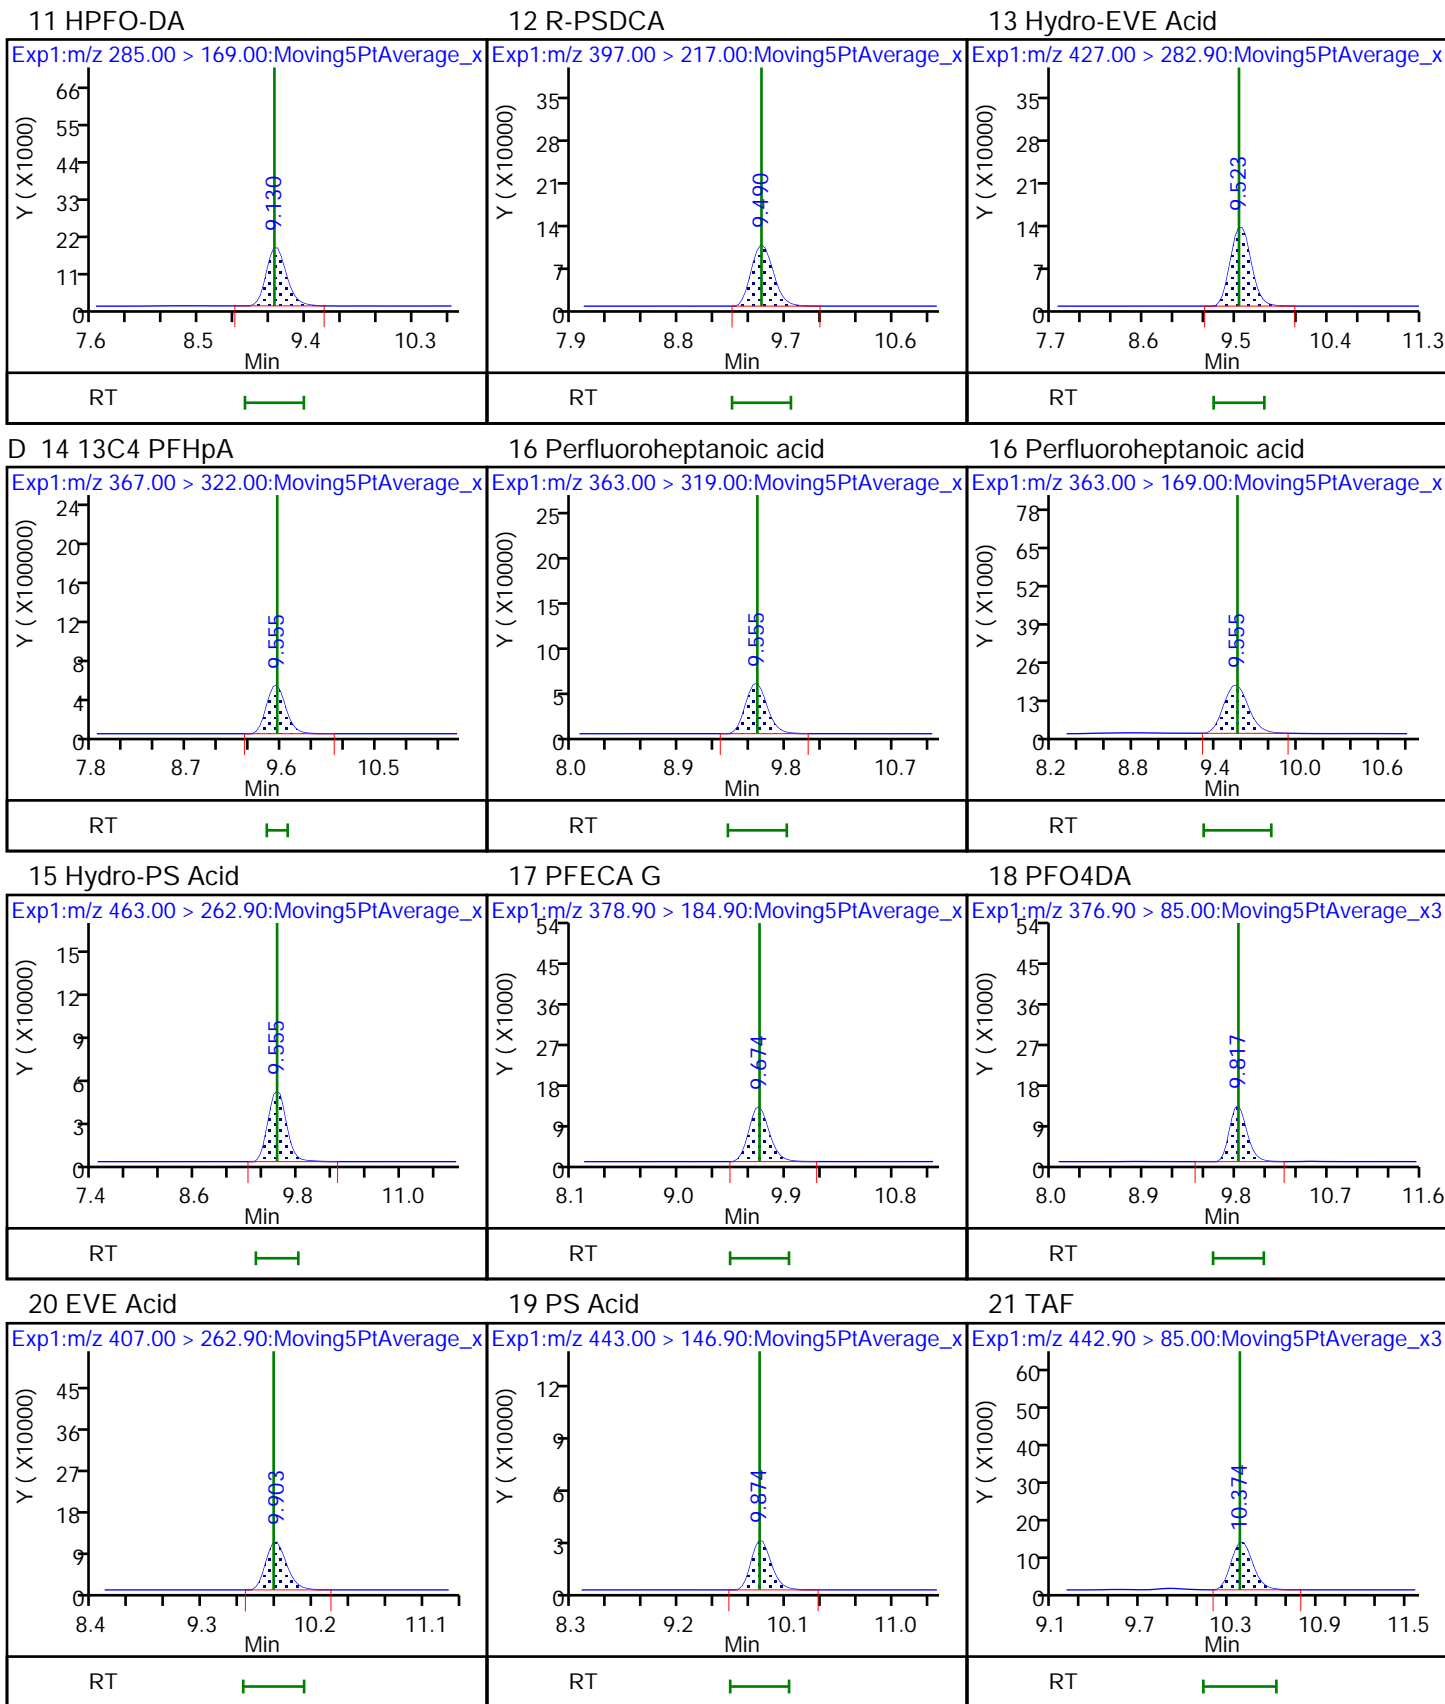 11 HPFO-DA
Exp1:m/z 285.00 > 169.00:Moving5PtAverage_x
Y ( X10000)
66
55
44
33
22
11
0
9.130
7.6 8.5 9.4 10.3
Min
RT
12 R-PSDCA
Exp1:m/z 397.00 > 217.00:Moving5PtAverage_x
Y ( X10000)
35
28
21
14
7
0
9.490
7.9 8.8 9.7 10.6
Min
RT
13 Hydro-EVE Acid
Exp1:m/z 427.00 > 282.90:Moving5PtAverage_x
Y ( X10000)
35
28
21
14
7
0
9.523
7.7 8.6 9.5 10.4 11.3
Min
RT
D 14 13C4 PFHpA
Exp1:m/z 367.00 > 322.00:Moving5PtAverage_x
Y ( X100000)
24
20
16
12
8
4
0
9.555
7.8 8.7 9.6 10.5
Min
RT
16 Perfluoroheptanoic acid
Exp1:m/z 363.00 > 319.00:Moving5PtAverage_x
Y ( X10000)
25
20
15
10
5
0
9.555
8.0 8.9 9.8 10.7
Min
RT
16 Perfluoroheptanoic acid
Exp1:m/z 363.00 > 169.00:Moving5PtAverage_x
Y ( X1000)
78
65
52
39
26
13
0
9.555
8.2 8.8 9.4 10.0 10.6
Min
RT
15 Hydro-PS Acid
Exp1:m/z 463.00 > 262.90:Moving5PtAverage_x
Y ( X10000)
15
12
9
6
3
0
9.555
7.4 8.6 9.8 11.0
Min
RT
17 PFECA G
Exp1:m/z 378.90 > 184.90:Moving5PtAverage_x
Y ( X1000)
54
45
36
27
18
9
0
9.674
8.1 9.0 9.9 10.8
Min
RT
18 PFO4DA
Exp1:m/z 376.90 > 85.00:Moving5PtAverage_x3
Y ( X1000)
54
45
36
27
18
9
0
9.817
8.0 8.9 9.8 10.7 11.6
Min
RT
20 EVE Acid
Exp1:m/z 407.00 > 262.90:Moving5PtAverage_x
Y ( X10000)
45
36
27
18
9
0
9.903
8.4 9.3 10.2 11.1
Min
RT
19 PS Acid
Exp1:m/z 443.00 > 146.90:Moving5PtAverage_x
Y ( X10000)
12
9
6
3
0
9.874
8.3 9.2 10.1 11.0
Min
RT
21 TAF
Exp1:m/z 442.90 > 85.00:Moving5PtAverage_x3
Y ( X1000)
60
50
40
30
20
10
0
10.374
9.1 9.7 10.3 10.9 11.5
Min
RT